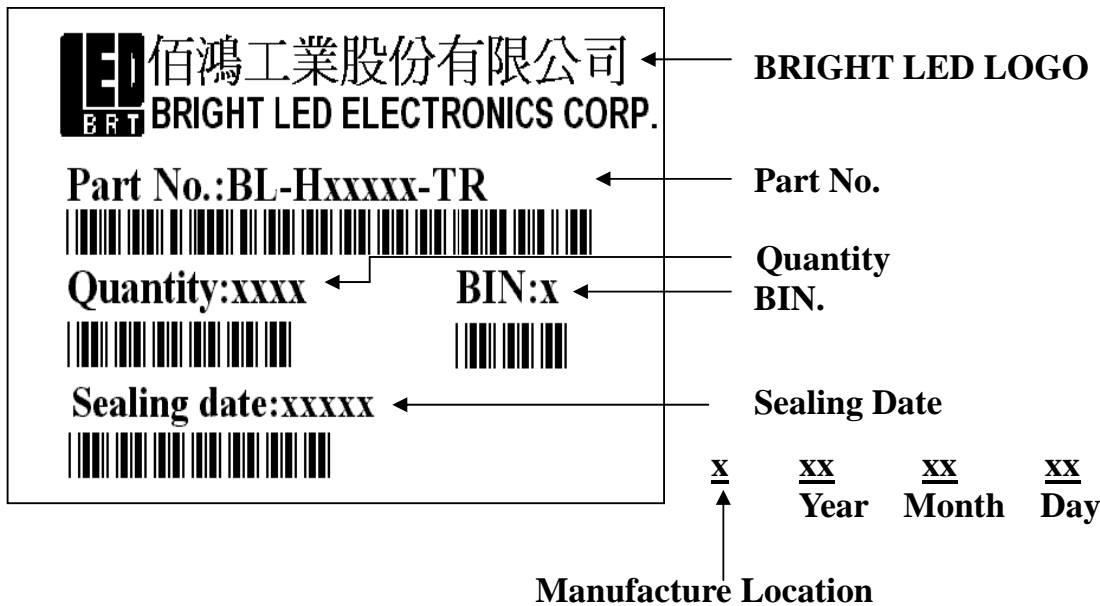 LED
BRT
佰鴻工業股份有限公司
BRIGHT LED ELECTRONICS CORP.
BRIGHT LED LOGO
Part No.:BL-Hxxxxx-TR
Part No.
Quantity:xxxx
BIN:x
Quantity
BIN.
Sealing date:xxxxx
Sealing Date
x xx xx xx
Year Month Day
Manufacture Location